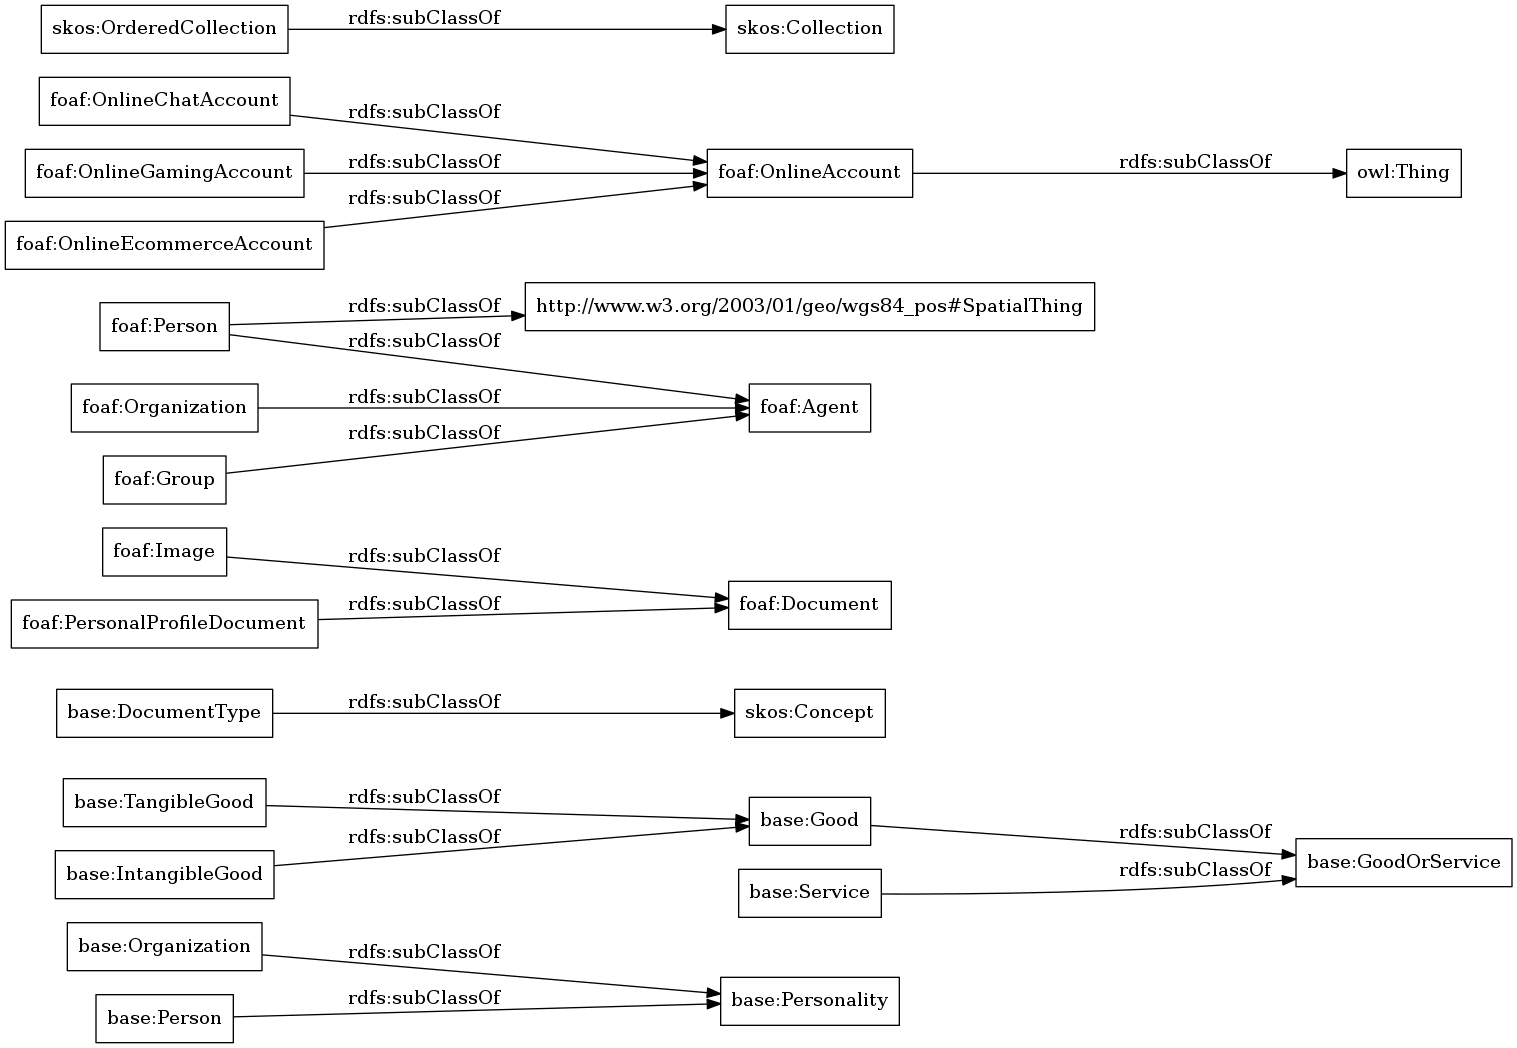 skos:OrderedCollection
rdfs:subClassOf
skos:Collection
foaf:OnlineChatAccount
rdfs:subClassOf
foaf:OnlineGamingAccount
rdfs:subClassOf
foaf:OnlineAccount
rdfs:subClassOf
owl:Thing
rdfs:subClassOf
foaf:OnlineEcommerceAccount
foaf:Person
rdfs:subClassOf
http://www.w3.org/2003/01/geo/wgs84_pos#SpatialThing
rdfs:subClassOf
foaf:Organization
rdfs:subClassOf
foaf:Agent
rdfs:subClassOf
foaf:Group
foaf:Image
rdfs:subClassOf
foaf:Document
rdfs:subClassOf
foaf:PersonalProfileDocument
base:DocumentType
rdfs:subClassOf
skos:Concept
base:TangibleGood
rdfs:subClassOf
base:Good
rdfs:subClassOf
rdfs:subClassOf
base:GoodOrService
base:IntangibleGood
rdfs:subClassOf
base:Service
base:Organization
rdfs:subClassOf
base:Personality
rdfs:subClassOf
base:Person